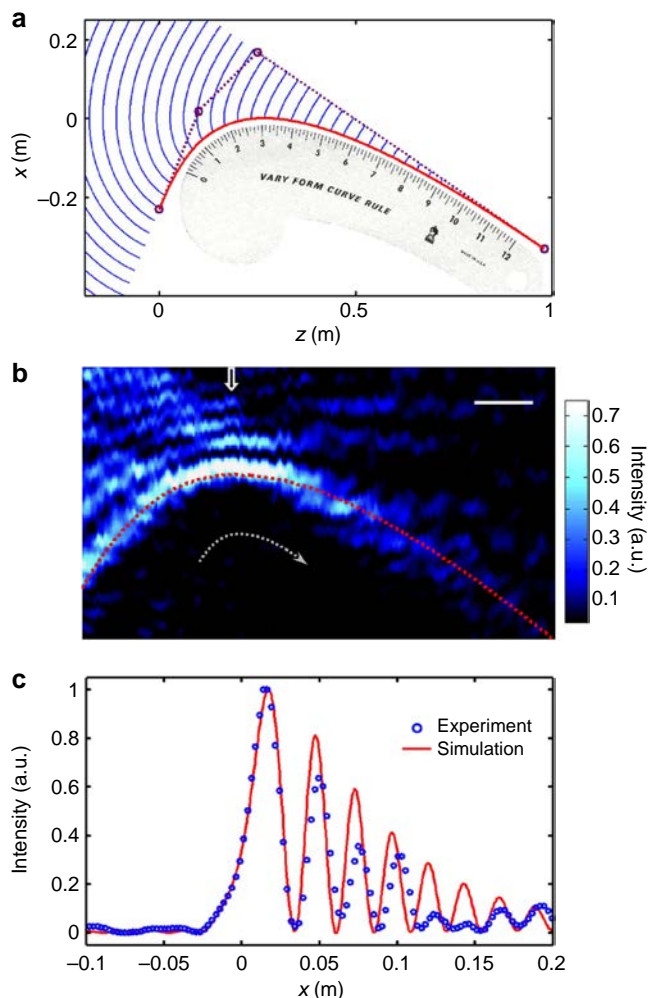 a
0.2
0
−0.2
x (m)
0 1 2 3 4 5 6 7 8 9 10 11 12
VARY FORM CURVE RULE
MADE IN U.S.A.
0 0.5 1
z (m)
b
0.7
0.6
0.5
0.4
0.3
0.2
0.1
Intensity (a.u.)
c
1
0.8
0.6
0.4
0.2
0
Intensity (a.u.)
Experiment
Simulation
−0.1 −0.05 0 0.05 0.1 0.15 0.2
x (m)